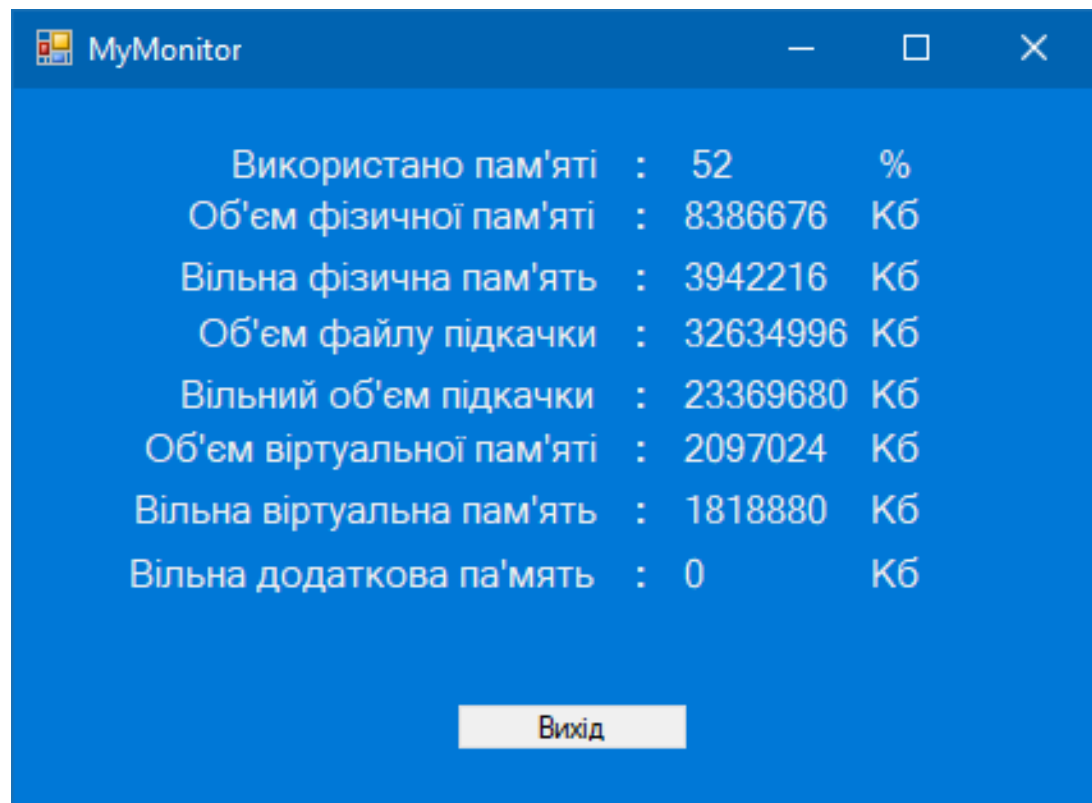 MyMonitor
Використано пам'яті : 52 %
Об'єм фізичної пам'яті : 8386676 Кб
Вільна фізична пам'ять : 3942216 Кб
Об'єм файлу підкачки : 32634996 Кб
Вільний об'єм підкачки : 23369680 Кб
Об'єм віртуальної пам'яті : 2097024 Кб
Вільна віртуальна пам'ять : 1818880 Кб
Вільна додаткова па'мять : 0 Кб
Вихід